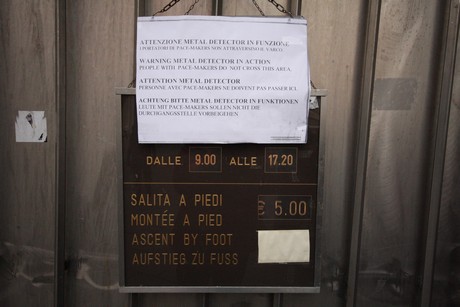 ATTENZIONE METAL DETECTOR IN FUNZIONE
I PORTATORI DI PACE-MAKERS NON ATTRAVERSINO IL VARCO
WARNING METAL DETECTOR IN ACTION
PEOPLE WITH PACE-MAKERS DO NOT CROSS THIS AREA
ATTENTION METAL DETECTOR
PERSONNE AVEC PACE-MAKERS NE DOIVENT PAS PASSER ICI
ACHTUNG BITTE METAL DETECTOR IN FUNKTIONEN
LEUTE MIT PACE-MAKERS SOLLEN NICHT DIE
DURCHGANGSSTELLE VORBEIGEHEN
DALLE 9.00 ALLE 17.20
SALITA A PIEDI 5.00
MONTÉE A PIED
ASCENT BY FOOT
AUFSTIEG ZU FUSS